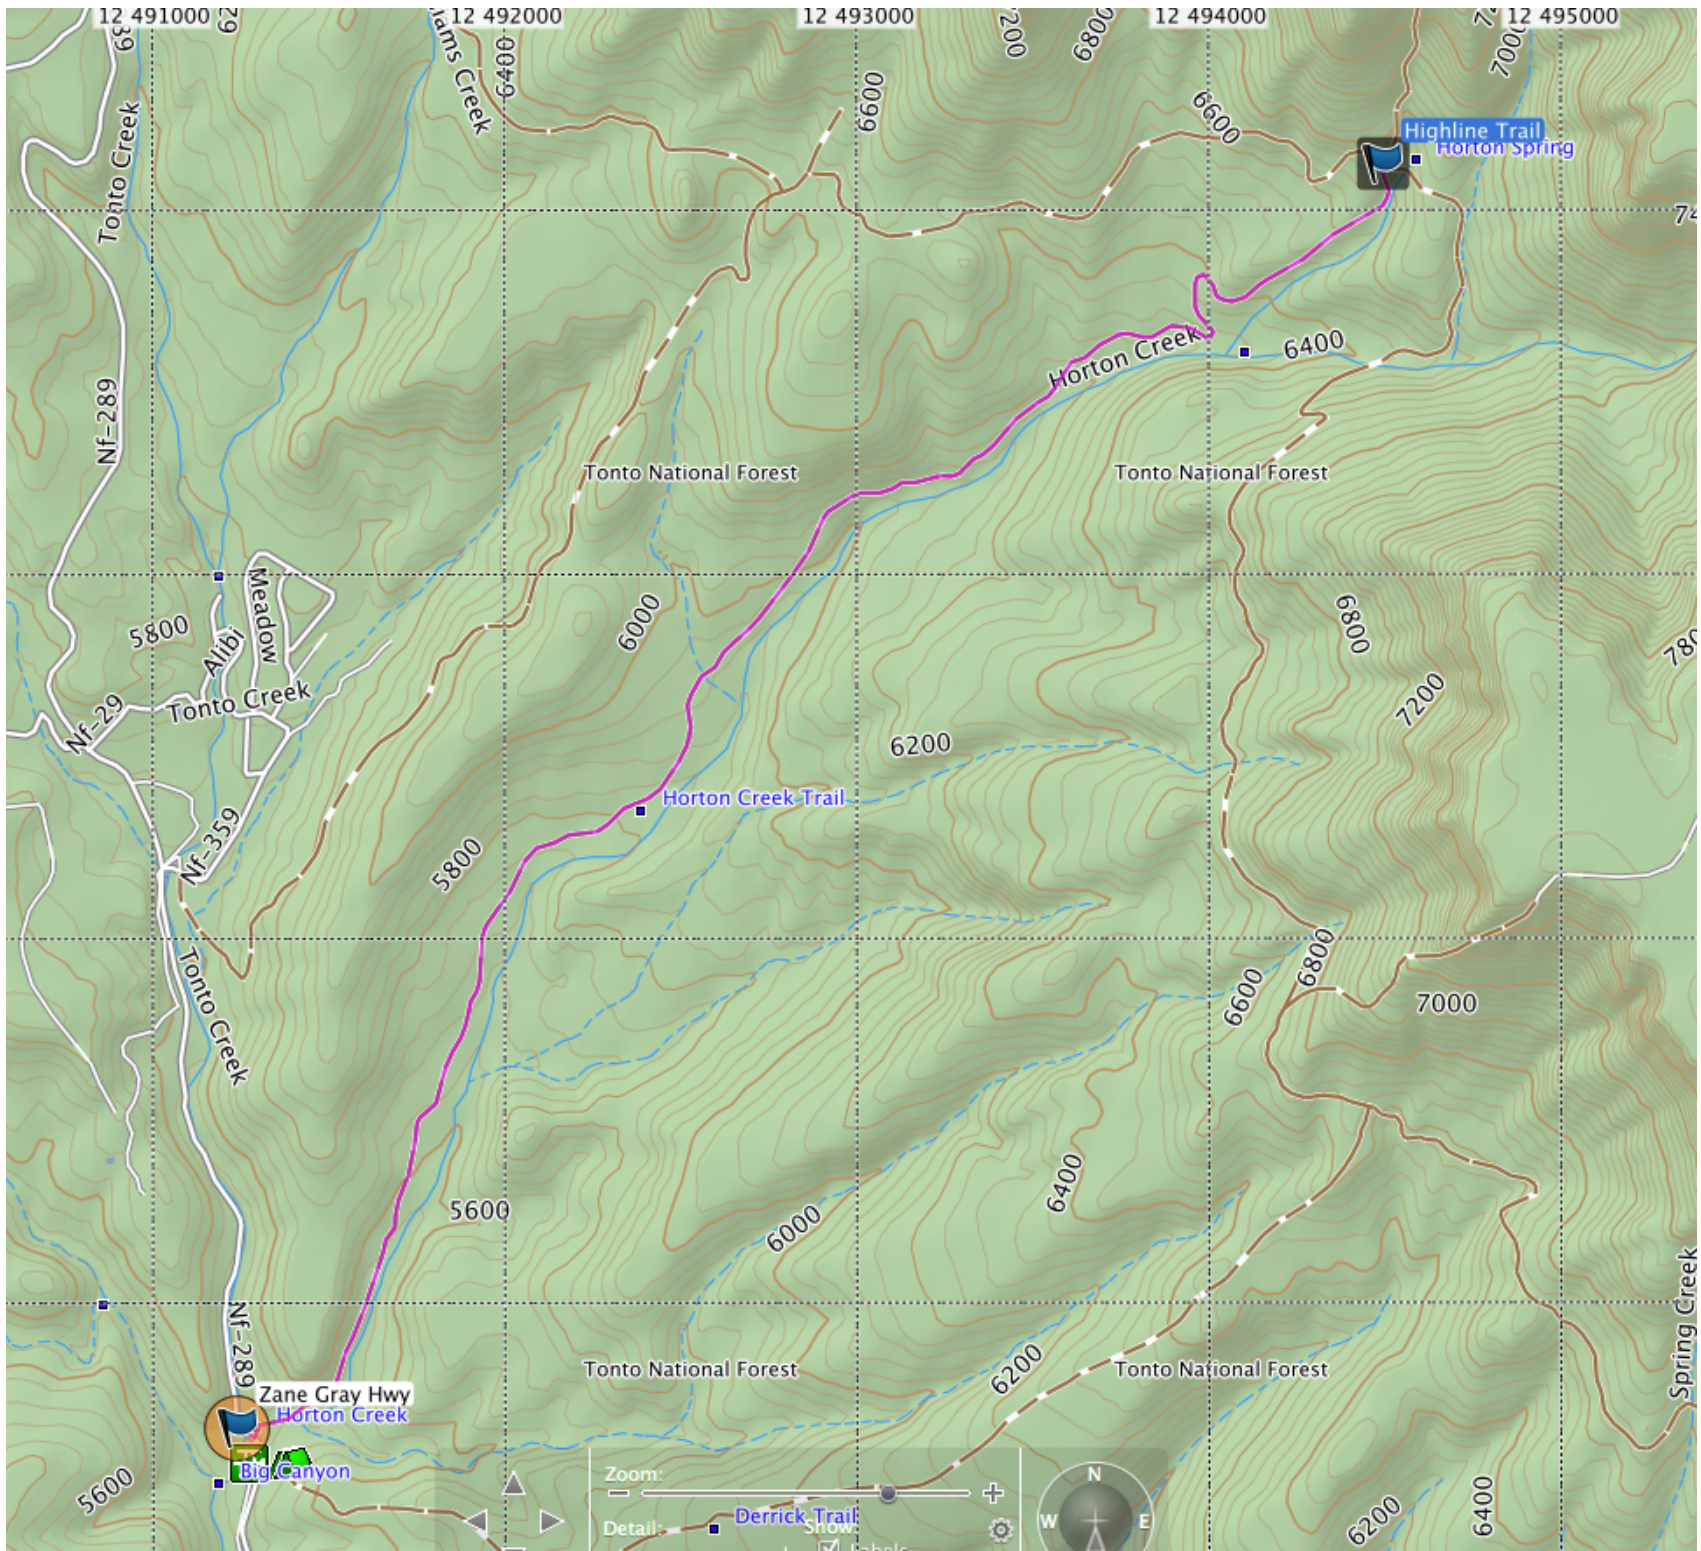 12 491000
12 492000
12 493000
12 494000
12 495000
6400
6800
7000
6600
6600
Highline Trail
Horton Spring
Tonto Creek
Nf-289
Horton Creek
6400
Tonto National Forest
Tonto National Forest
Meadow
5800
Alibi
6000
6800
Tonto Creek
Nf-29
7200
6200
Horton Creek Trail
Nf-359
5800
6800
6600
7000
Tonto Creek
6400
5600
6000
Nf-289
Spring Creek
Tonto National Forest
Tonto National Forest
6200
Zane Gray Hwy
Horton Creek
Big Canyon
5600
Zoom:
N
W
E
Derrick Trail
Detail:
Show
Labels
6200
6400